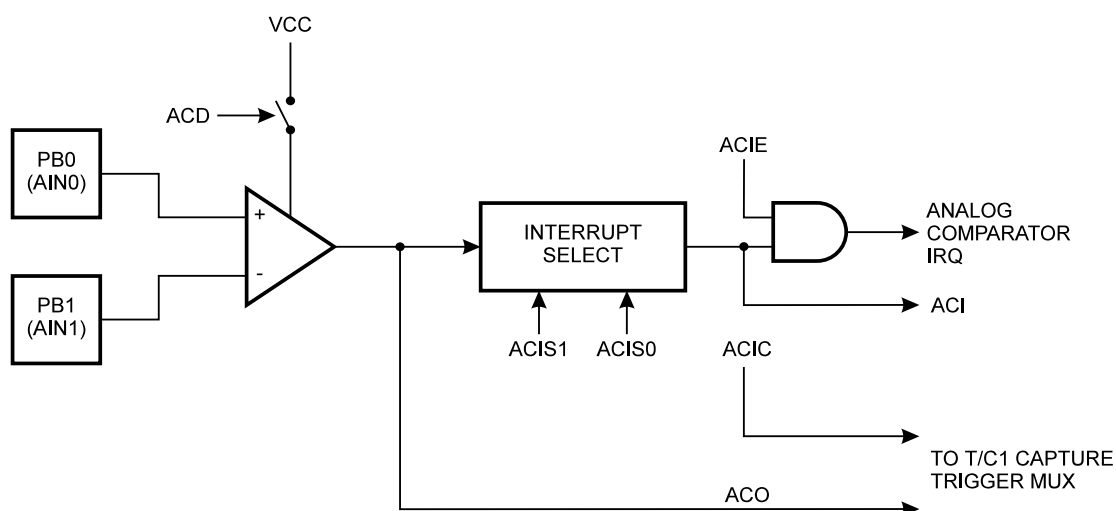 VCC
ACD
PB0
(AIN0)
+
-
PB1
(AIN1)
INTERRUPT
SELECT
ACIS1
ACIS0
ACIE
ANALOG
COMPARATOR
IRQ
ACI
ACIC
TO T/C1 CAPTURE
TRIGGER MUX
ACO